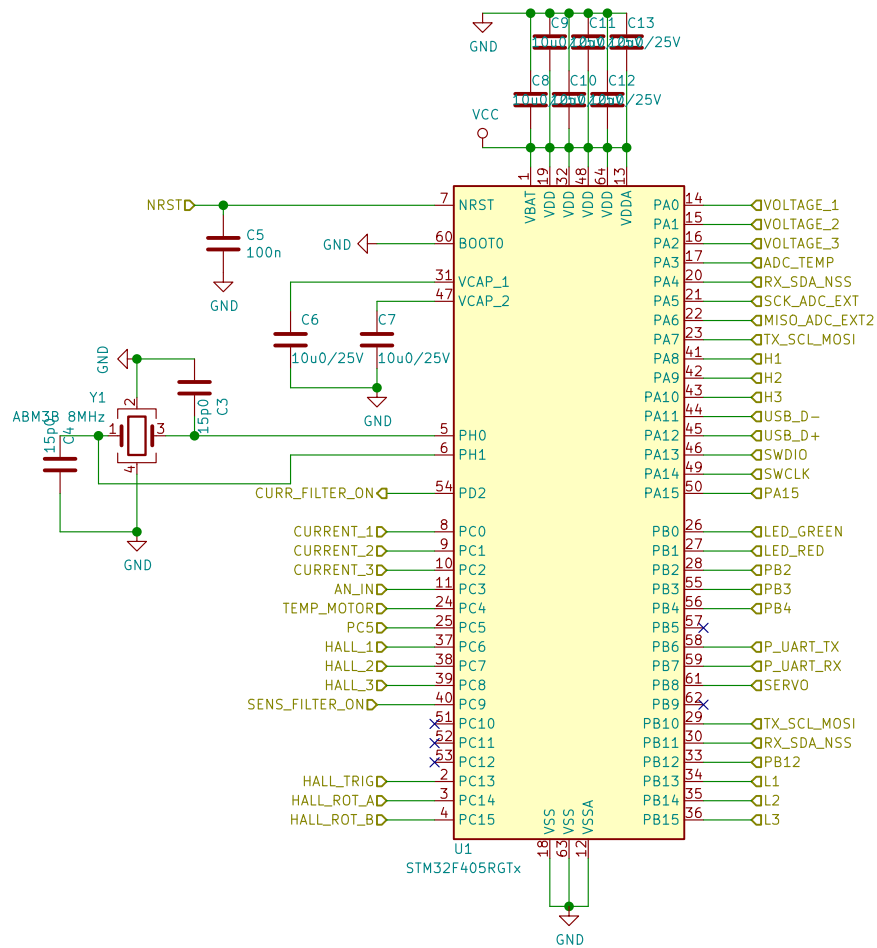 C9 C11 C13
10u0/25V 10u0/25V 10u0/25V
GND
C8 C10 C12
10u0/25V 10u0/25V 10u0/25V
VCC
1 19 32 48 64 13
VBAT VDD VDD VDD VDD VDDA
NRST 7 NRST
C5
100n
GND
GND 60 BOOT0
31 VCAP_1
47 VCAP_2
C6 C7
10u0/25V 10u0/25V
GND
GND
Y1
ABM3B 8MHz
2
1 3
4
C3
15p0
C4
15p0
GND
5 PH0
6 PH1
CURR_FILTER_ON 54 PD2
CURRENT_1 8 PC0
CURRENT_2 9 PC1
CURRENT_3 10 PC2
AN_IN 11 PC3
TEMP_MOTOR 24 PC4
PC5 25 PC5
HALL_1 37 PC6
HALL_2 38 PC7
HALL_3 39 PC8
SENS_FILTER_ON 40 PC9
51 PC10
52 PC11
53 PC12
HALL_TRIG 2 PC13
HALL_ROT_A 3 PC14
HALL_ROT_B 4 PC15
PA0 14 VOLTAGE_1
PA1 15 VOLTAGE_2
PA2 16 VOLTAGE_3
PA3 17 ADC_TEMP
PA4 20 RX_SDA_NSS
PA5 21 SCK_ADC_EXT
PA6 22 MISO_ADC_EXT2
PA7 23 TX_SCL_MOSI
PA8 41 H1
PA9 42 H2
PA10 43 H3
PA11 44 USB_D-
PA12 45 USB_D+
PA13 46 SWDIO
PA14 49 SWCLK
PA15 50 PA15
PB0 26 LED_GREEN
PB1 27 LED_RED
PB2 28 PB2
PB3 55 PB3
PB4 56 PB4
PB5 57
PB6 58 P_UART_TX
PB7 59 P_UART_RX
PB8 61 SERVO
PB9 62
PB10 29 TX_SCL_MOSI
PB11 30 RX_SDA_NSS
PB12 33 PB12
PB13 34 L1
PB14 35 L2
PB15 36 L3
VSS VSS VSSA
18 63 12
U1
STM32F405RGTx
GND